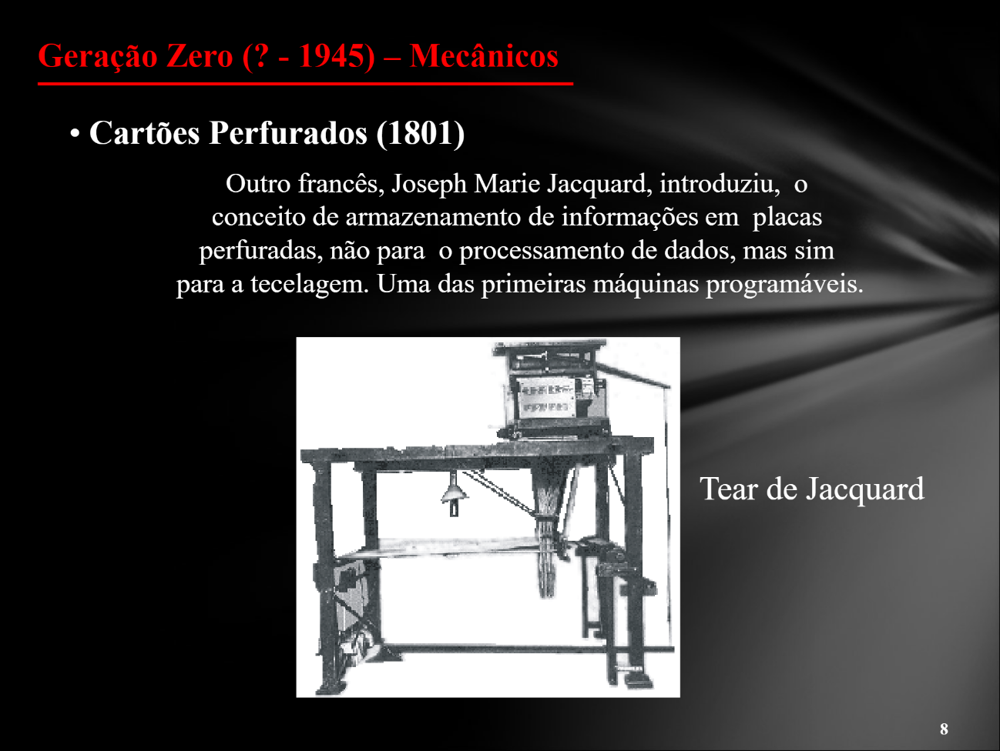 Geração Zero (? - 1945) – Mecânicos
• Cartões Perfurados (1801)
Outro francês, Joseph Marie Jacquard, introduziu,  o
conceito de armazenamento de informações em  placas
perfuradas, não para  o processamento de dados, mas sim
para a tecelagem. Uma das primeiras máquinas programáveis.
Tear de Jacquard
8